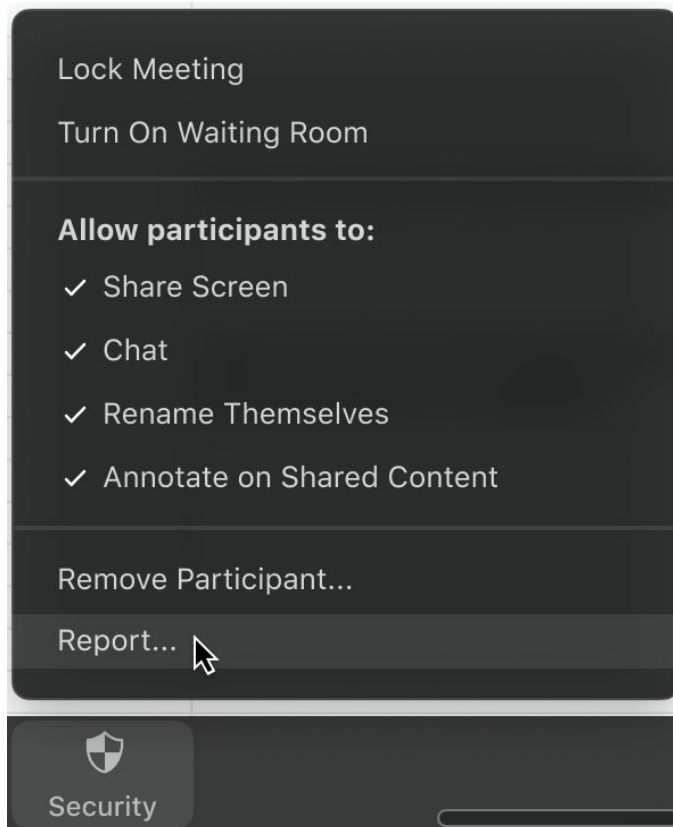 Lock Meeting
Turn On Waiting Room
Allow participants to:
Share Screen
Chat
Rename Themselves
Annotate on Shared Content
Remove Participant...
Report...
Security